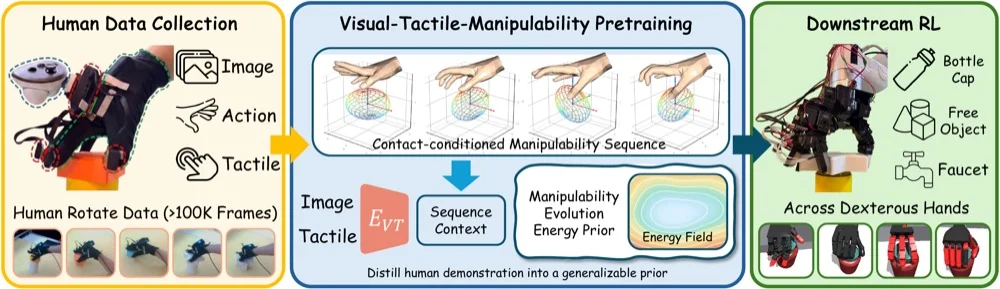 Human Data Collection
Image
Action
Tactile
Human Rotate Data (>100K Frames)
Visual-Tactile-Manipulability Pretraining
Contact-conditioned Manipulability Sequence
Image
Tactile
E_VT
Sequence
Context
Manipulability
Evolution
Energy Prior
Energy Field
Distill human demonstration into a generalizable prior
Downstream RL
Bottle
Cap
Free
Object
Faucet
Across Dexterous Hands